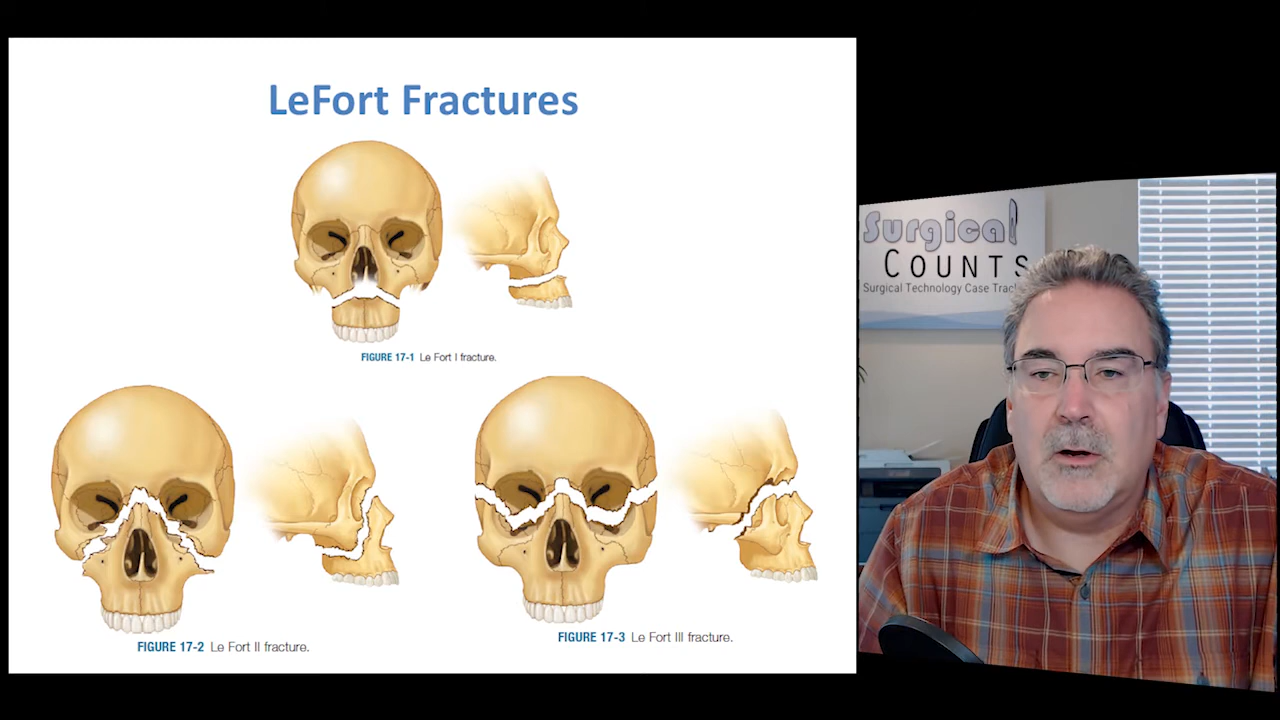 LeFort Fractures
FIGURE 17-1 Le Fort I fracture.
FIGURE 17-2 Le Fort II fracture.
FIGURE 17-3 Le Fort III fracture.
Surgical
COUNTS
Surgical Technology Case